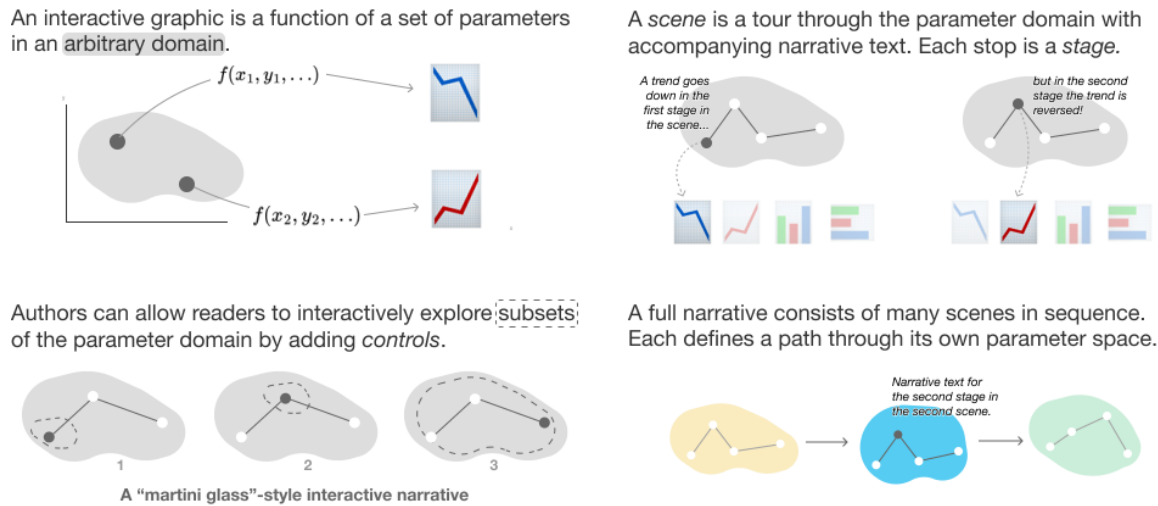 An interactive graphic is a function of a set of parameters
in an arbitrary domain.
f(x₁, y₁, . . .)
f(x₂, y₂, . . .)
A scene is a tour through the parameter domain with
accompanying narrative text. Each stop is a stage.
A trend goes
down in the
first stage in
the scene...
but in the second
stage the trend is
reversed!
Authors can allow readers to interactively explore subsets
of the parameter domain by adding controls.
1
2
3
A “martini glass”-style interactive narrative
A full narrative consists of many scenes in sequence.
Each defines a path through its own parameter space.
Narrative text for
the second stage in
the second scene.